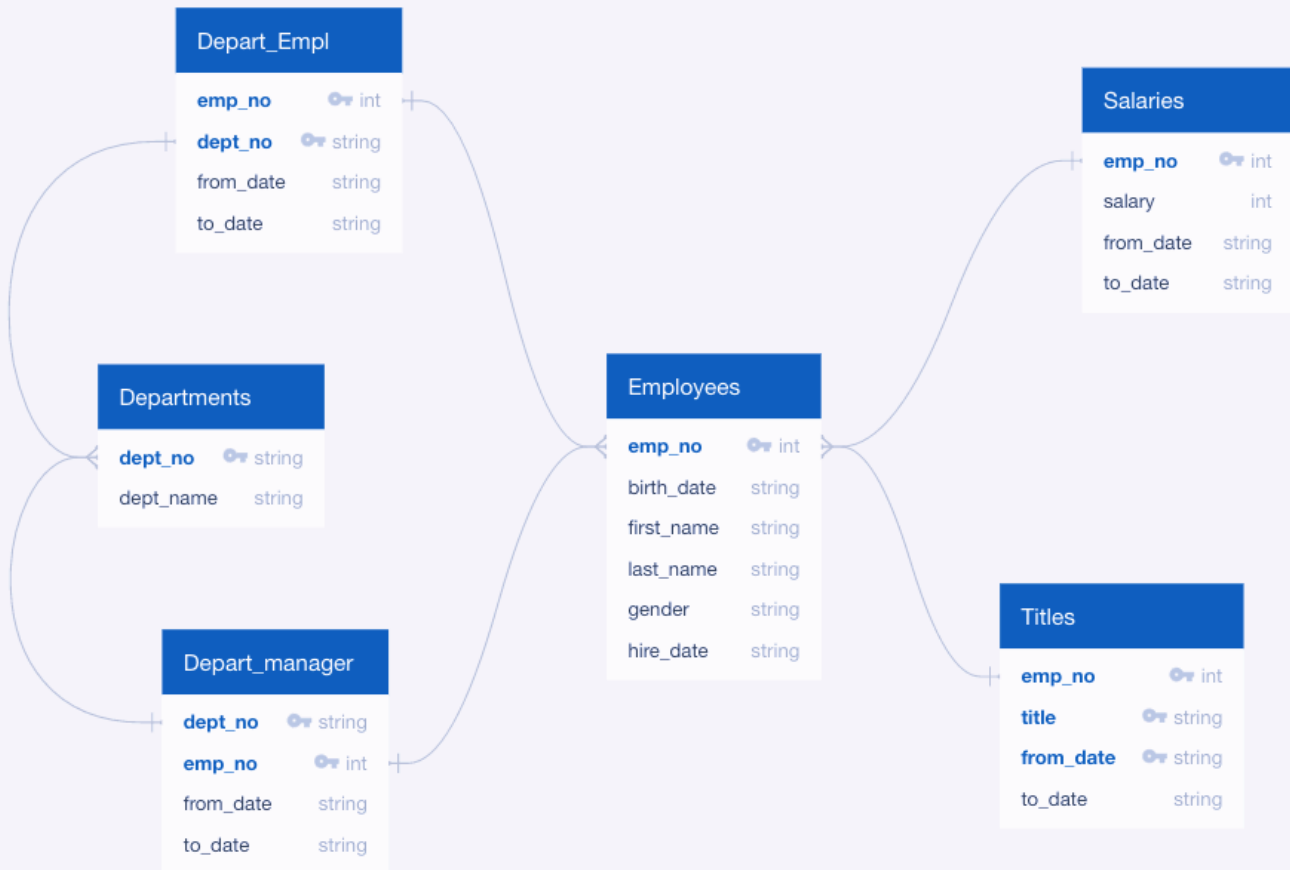 Depart_Empl
emp_no int
dept_no string
from_date string
to_date string
Departments
dept_no string
dept_name string
Depart_manager
dept_no string
emp_no int
from_date string
to_date string
Employees
emp_no int
birth_date string
first_name string
last_name string
gender string
hire_date string
Salaries
emp_no int
salary int
from_date string
to_date string
Titles
emp_no int
title string
from_date string
to_date string